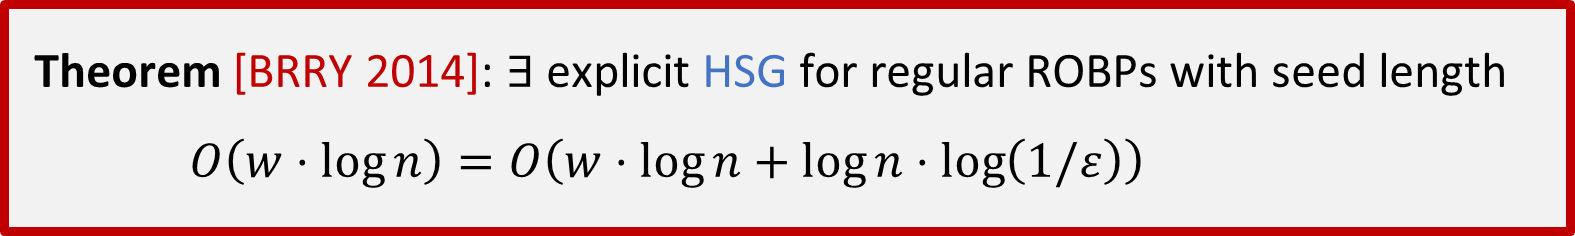 Theorem [BRRY 2014]: ∃ explicit HSG for regular ROBPs with seed length
O(w · log n) = O(w · log n + log n · log(1/ε))